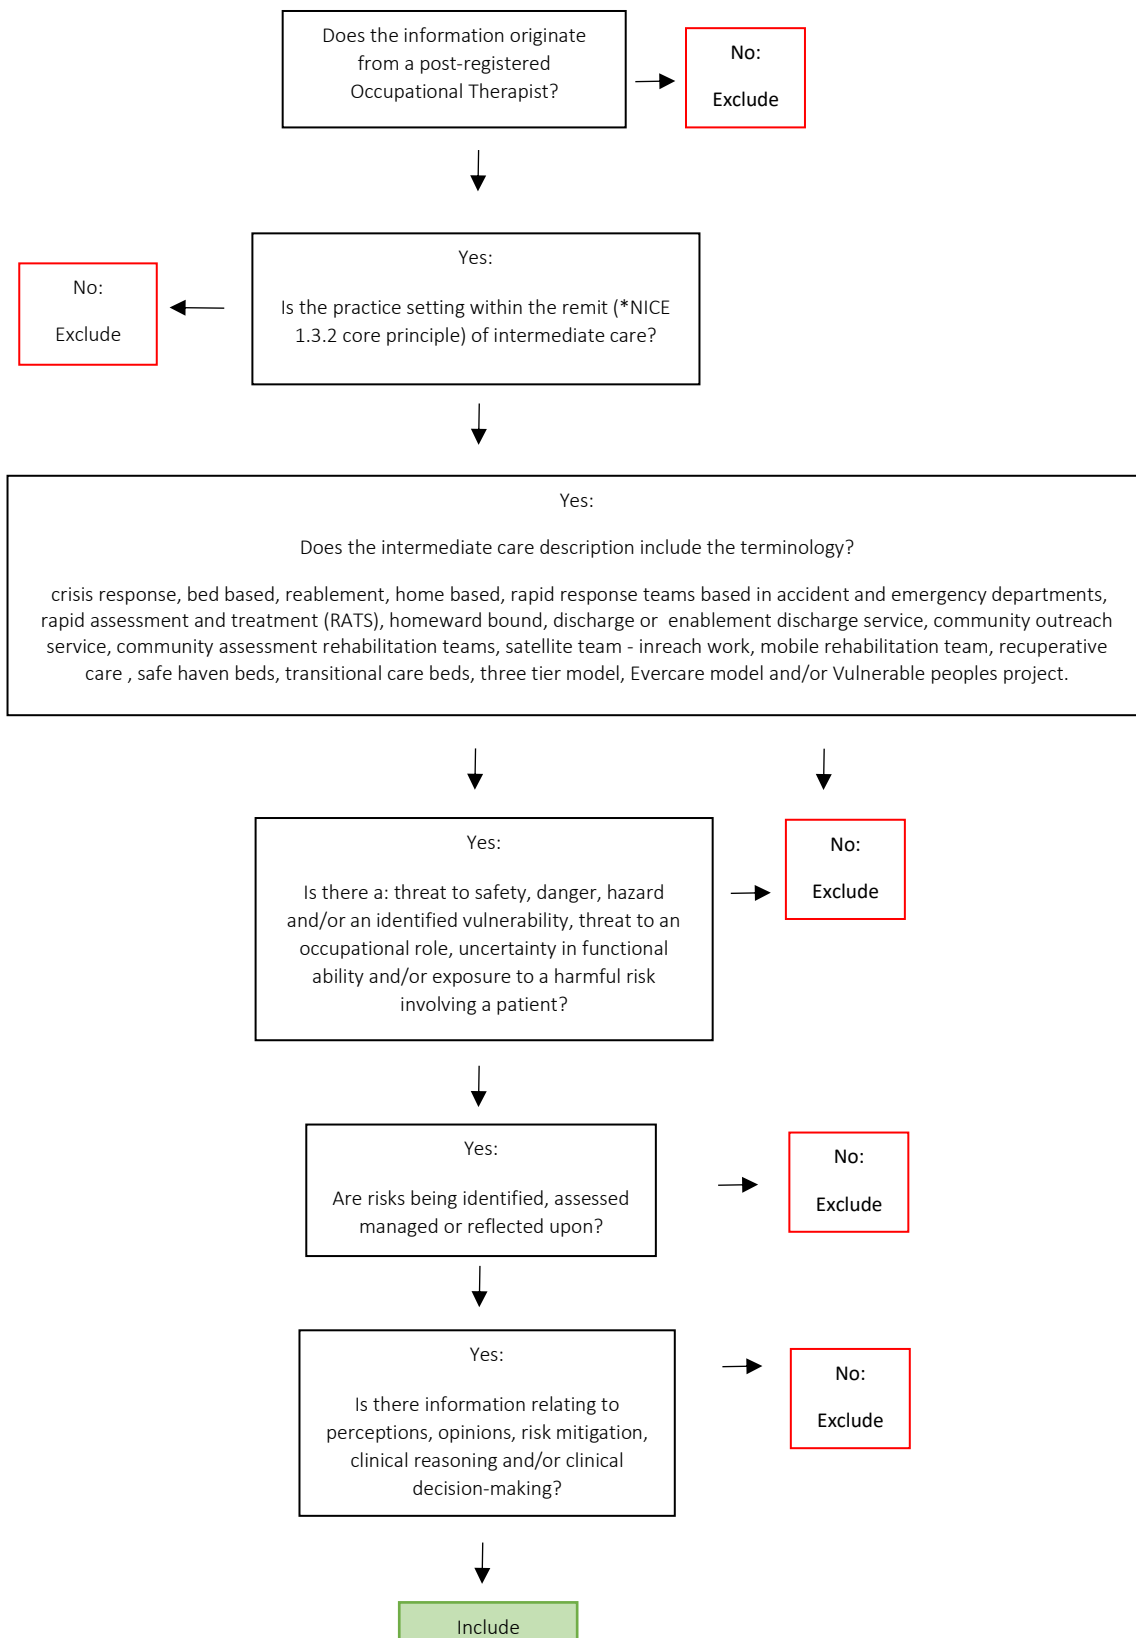 Does the information originate
from a post-registered
Occupational Therapist?
No:
Exclude
Yes:
Is the practice setting within the remit (*NICE
1.3.2 core principle) of intermediate care?
No:
Exclude
Yes:
Does the intermediate care description include the terminology?
crisis response, bed based, reablement, home based, rapid response teams based in accident and emergency departments,
rapid assessment and treatment (RATS), homeward bound, discharge or enablement discharge service, community outreach
service, community assessment rehabilitation teams, satellite team - inreach work, mobile rehabilitation team, recuperative
care , safe haven beds, transitional care beds, three tier model, Evercare model and/or Vulnerable peoples project.
Yes:
Is there a: threat to safety, danger, hazard
and/or an identified vulnerability, threat to an
occupational role, uncertainty in functional
ability and/or exposure to a harmful risk
involving a patient?
No:
Exclude
Yes:
Are risks being identified, assessed
managed or reflected upon?
No:
Exclude
Yes:
Is there information relating to
perceptions, opinions, risk mitigation,
clinical reasoning and/or clinical
decision-making?
No:
Exclude
Include